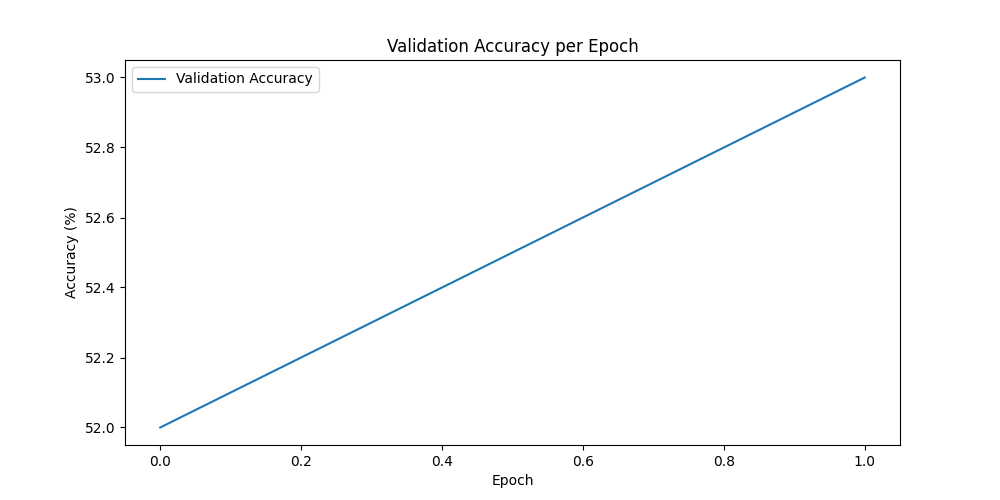 Validation Accuracy per Epoch
Validation Accuracy
Accuracy (%)
53.0
52.8
52.6
52.4
52.2
52.0
0.0 0.2 0.4 0.6 0.8 1.0
Epoch